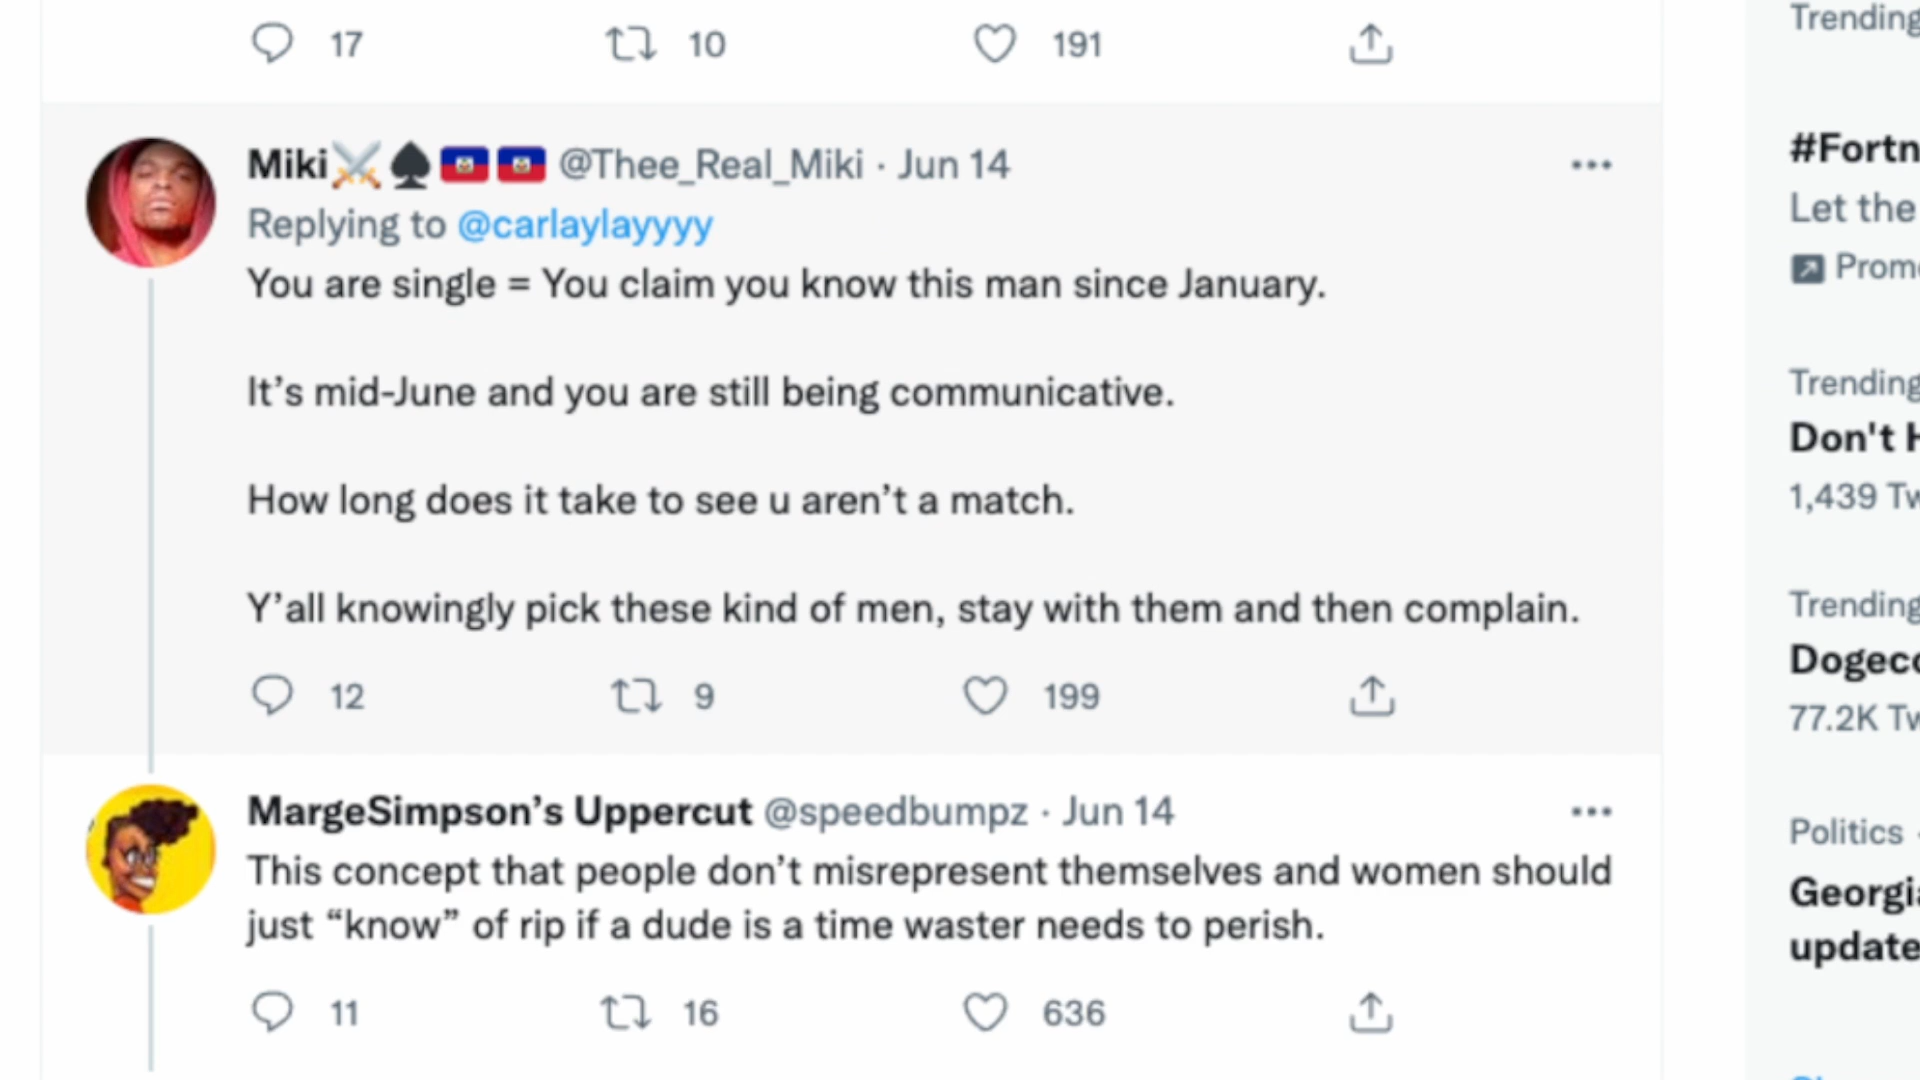 17 10 191
Miki @Thee_Real_Miki · Jun 14
Replying to @carlaylayyyy
You are single = You claim you know this man since January.
It's mid-June and you are still being communicative.
How long does it take to see u aren't a match.
Y'all knowingly pick these kind of men, stay with them and then complain.
12 9 199
MargeSimpson's Uppercut @speedbumpz · Jun 14
This concept that people don't misrepresent themselves and women should
just “know” of rip if a dude is a time waster needs to perish.
11 16 636
Trending
#Fortn
Let the
Promo
Trending
Don't H
1,439 Tw
Trending
Dogeco
77.2K Tw
Politics
Georgia
update